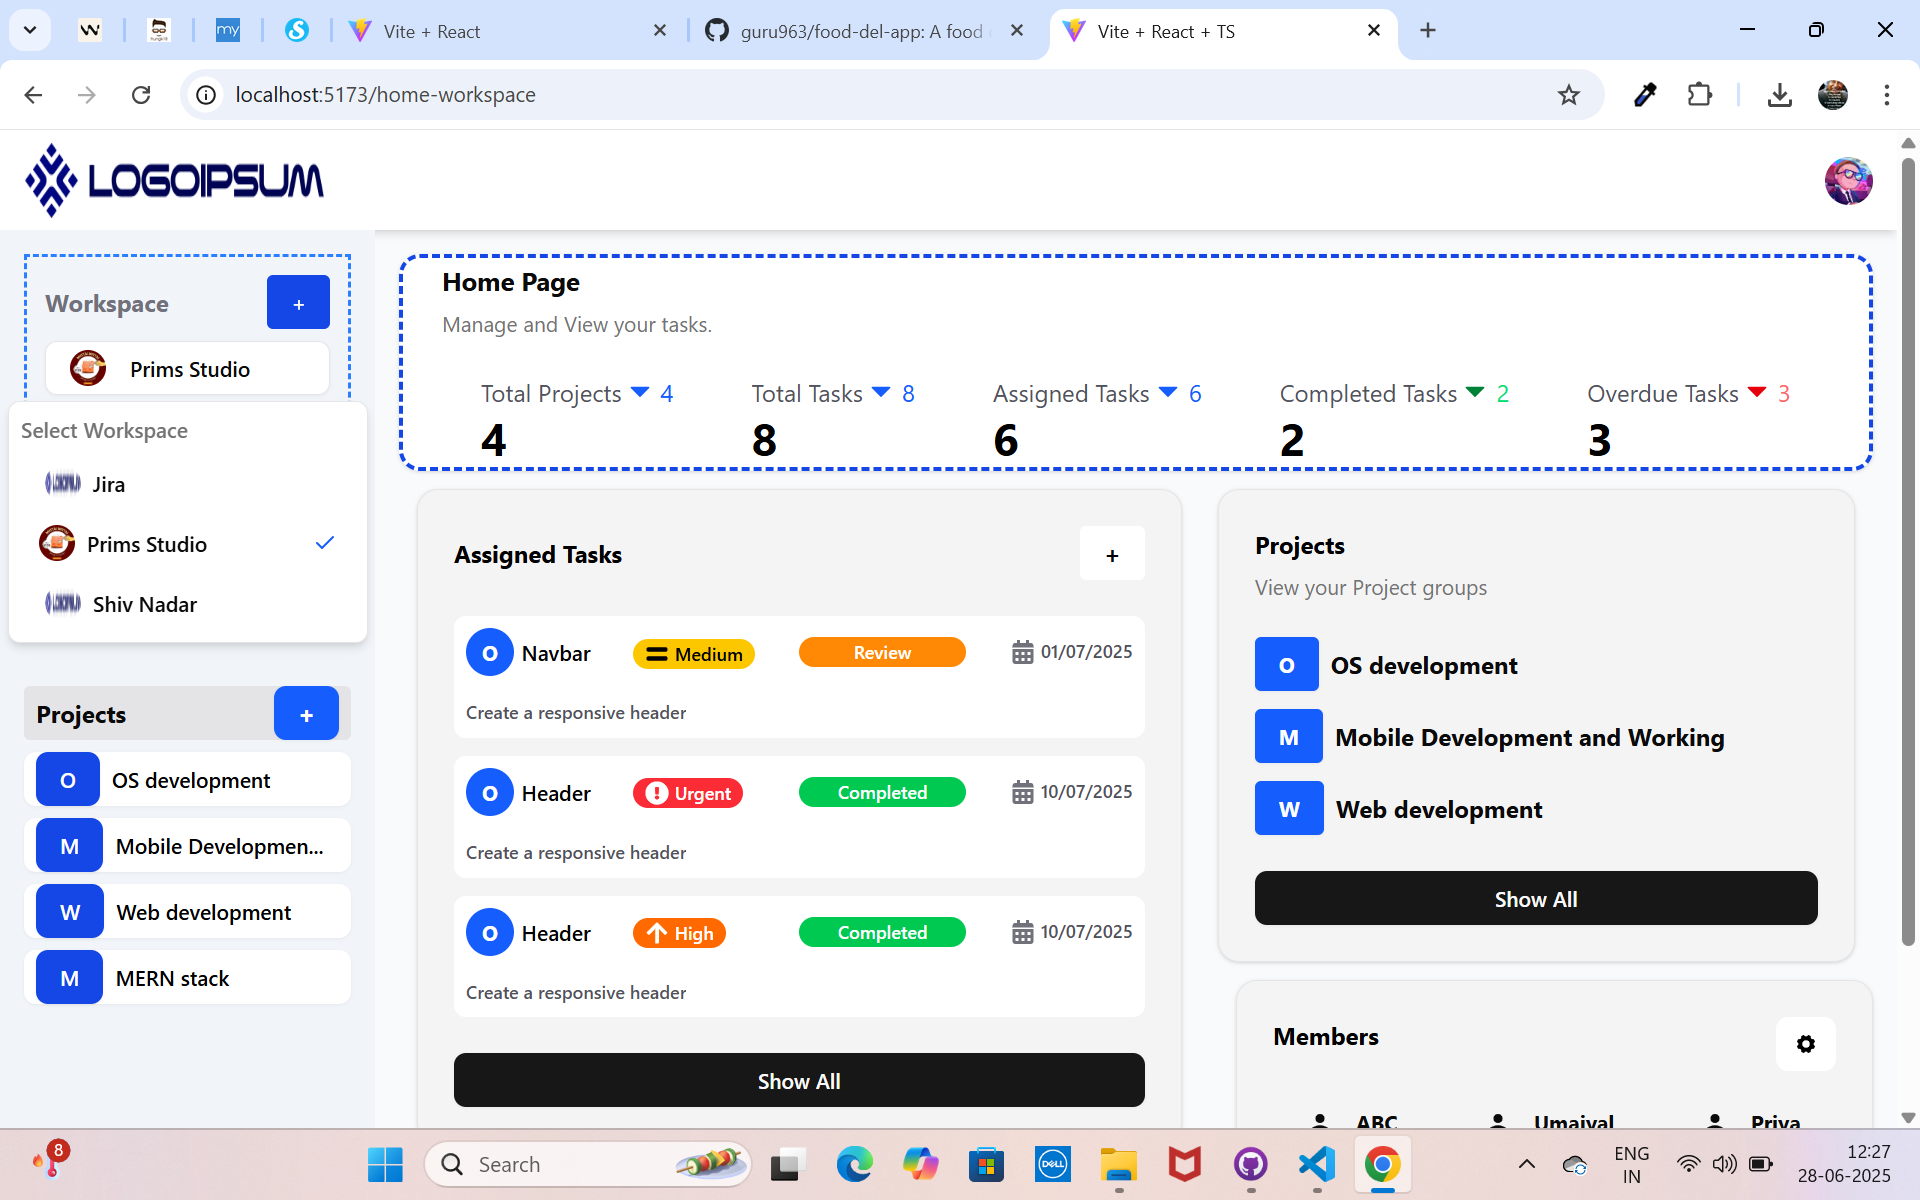 Vite + React
guru963/food-del-app: A food
Vite + React + TS
localhost:5173/home-workspace
LOGOIPSUM
Workspace
+
Prims Studio
Select Workspace
Jira
Prims Studio
Shiv Nadar
Projects
+
O OS development
M Mobile Developmen...
W Web development
M MERN stack
Home Page
Manage and View your tasks.
Total Projects 4
4
Total Tasks 8
8
Assigned Tasks 6
6
Completed Tasks 2
2
Overdue Tasks 3
3
Assigned Tasks
+
O Navbar Medium Review 01/07/2025
Create a responsive header
O Header Urgent Completed 10/07/2025
Create a responsive header
O Header High Completed 10/07/2025
Create a responsive header
Show All
Projects
View your Project groups
O OS development
M Mobile Development and Working
W Web development
Show All
Members
ABC Umaiyal Priya
8
Search
DELL
ENG
IN
12:27
28-06-2025